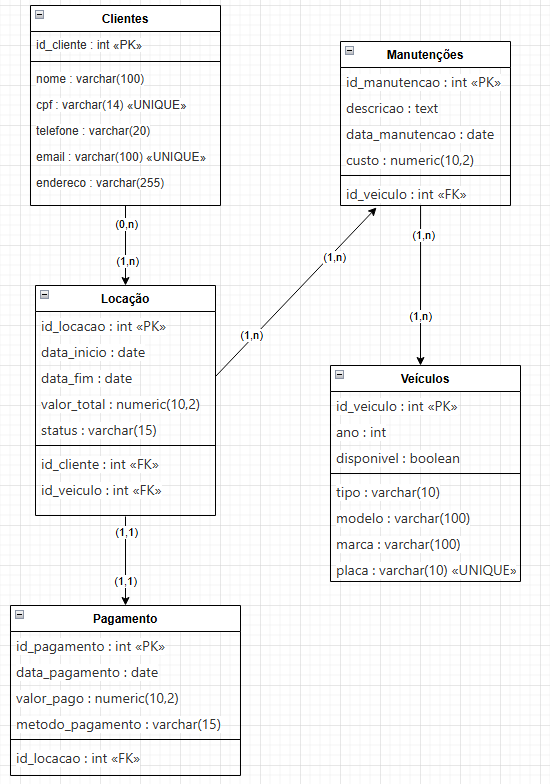 Clientes
id_cliente : int «PK»
nome : varchar(100)
cpf : varchar(14) «UNIQUE»
telefone : varchar(20)
email : varchar(100) «UNIQUE»
endereco : varchar(255)
(0,n)
(1,n)
Locação
id_locacao : int «PK»
data_inicio : date
data_fim : date
valor_total : numeric(10,2)
status : varchar(15)
id_cliente : int «FK»
id_veiculo : int «FK»
(1,1)
(1,1)
Pagamento
id_pagamento : int «PK»
data_pagamento : date
valor_pago : numeric(10,2)
metodo_pagamento : varchar(15)
id_locacao : int «FK»
(1,n)
(1,n)
Manutenções
id_manutencao : int «PK»
descricao : text
data_manutencao : date
custo : numeric(10,2)
id_veiculo : int «FK»
(1,n)
(1,n)
Veículos
id_veiculo : int «PK»
ano : int
disponivel : boolean
tipo : varchar(10)
modelo : varchar(100)
marca : varchar(100)
placa : varchar(10) «UNIQUE»